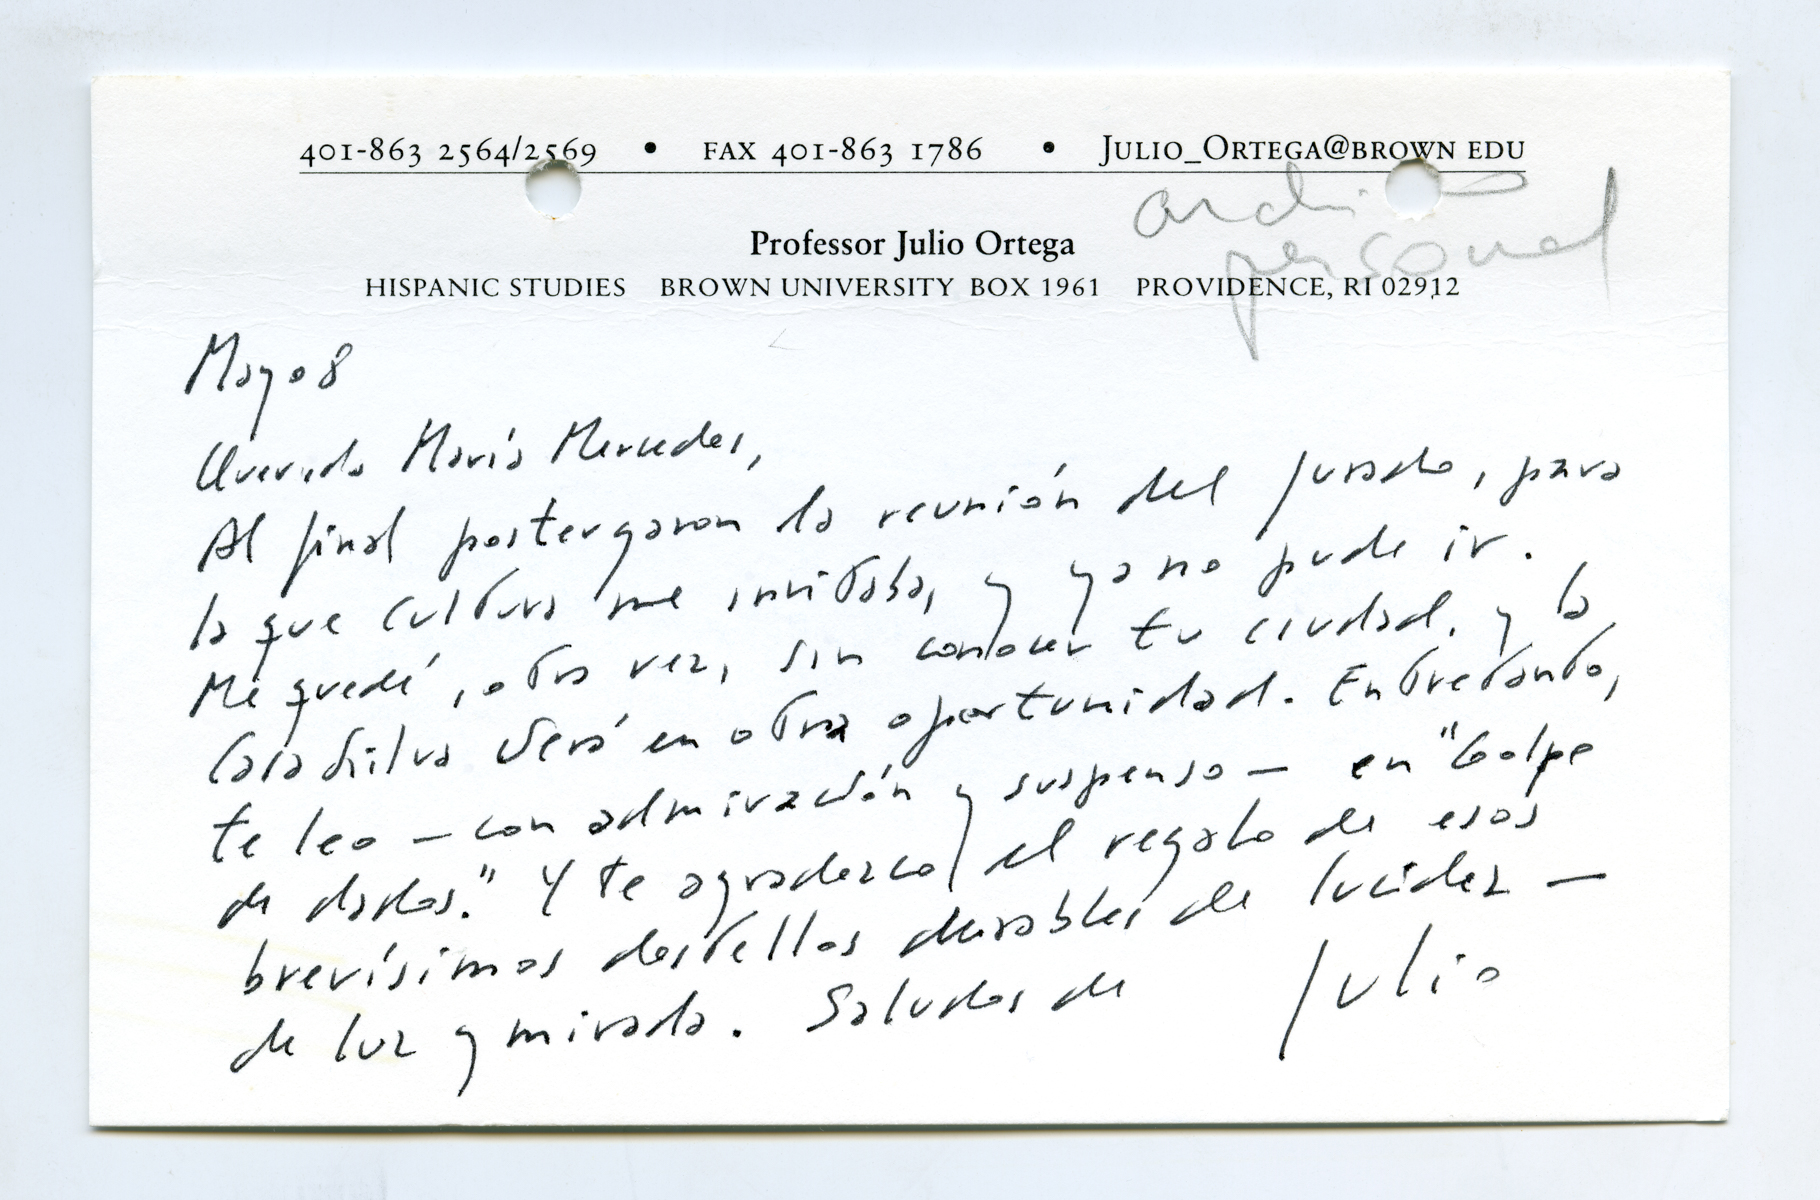 401-863 2564/2569 • FAX 401-863 1786 • JULIO_ORTEGA@BROWN EDU
archivo
personal
Professor Julio Ortega
HISPANIC STUDIES BROWN UNIVERSITY BOX 1961 PROVIDENCE, RI 02912
Mayo 8
Querida María Mercedes,
Al final postergaron la reunión del jurado, para
la que cultura me invitaba, y ya no pude ir.
Me quedé, otra vez, sin conocer tu ciudad, y la
Casa Silva será en otra oportunidad. Entretanto,
te leo – con admiración y suspenso – en "Golpe
de dados." Y te agradezco el regalo de esos
brevísimos destellos durables de lucidez –
de luz y mirada. Saludos de Julio